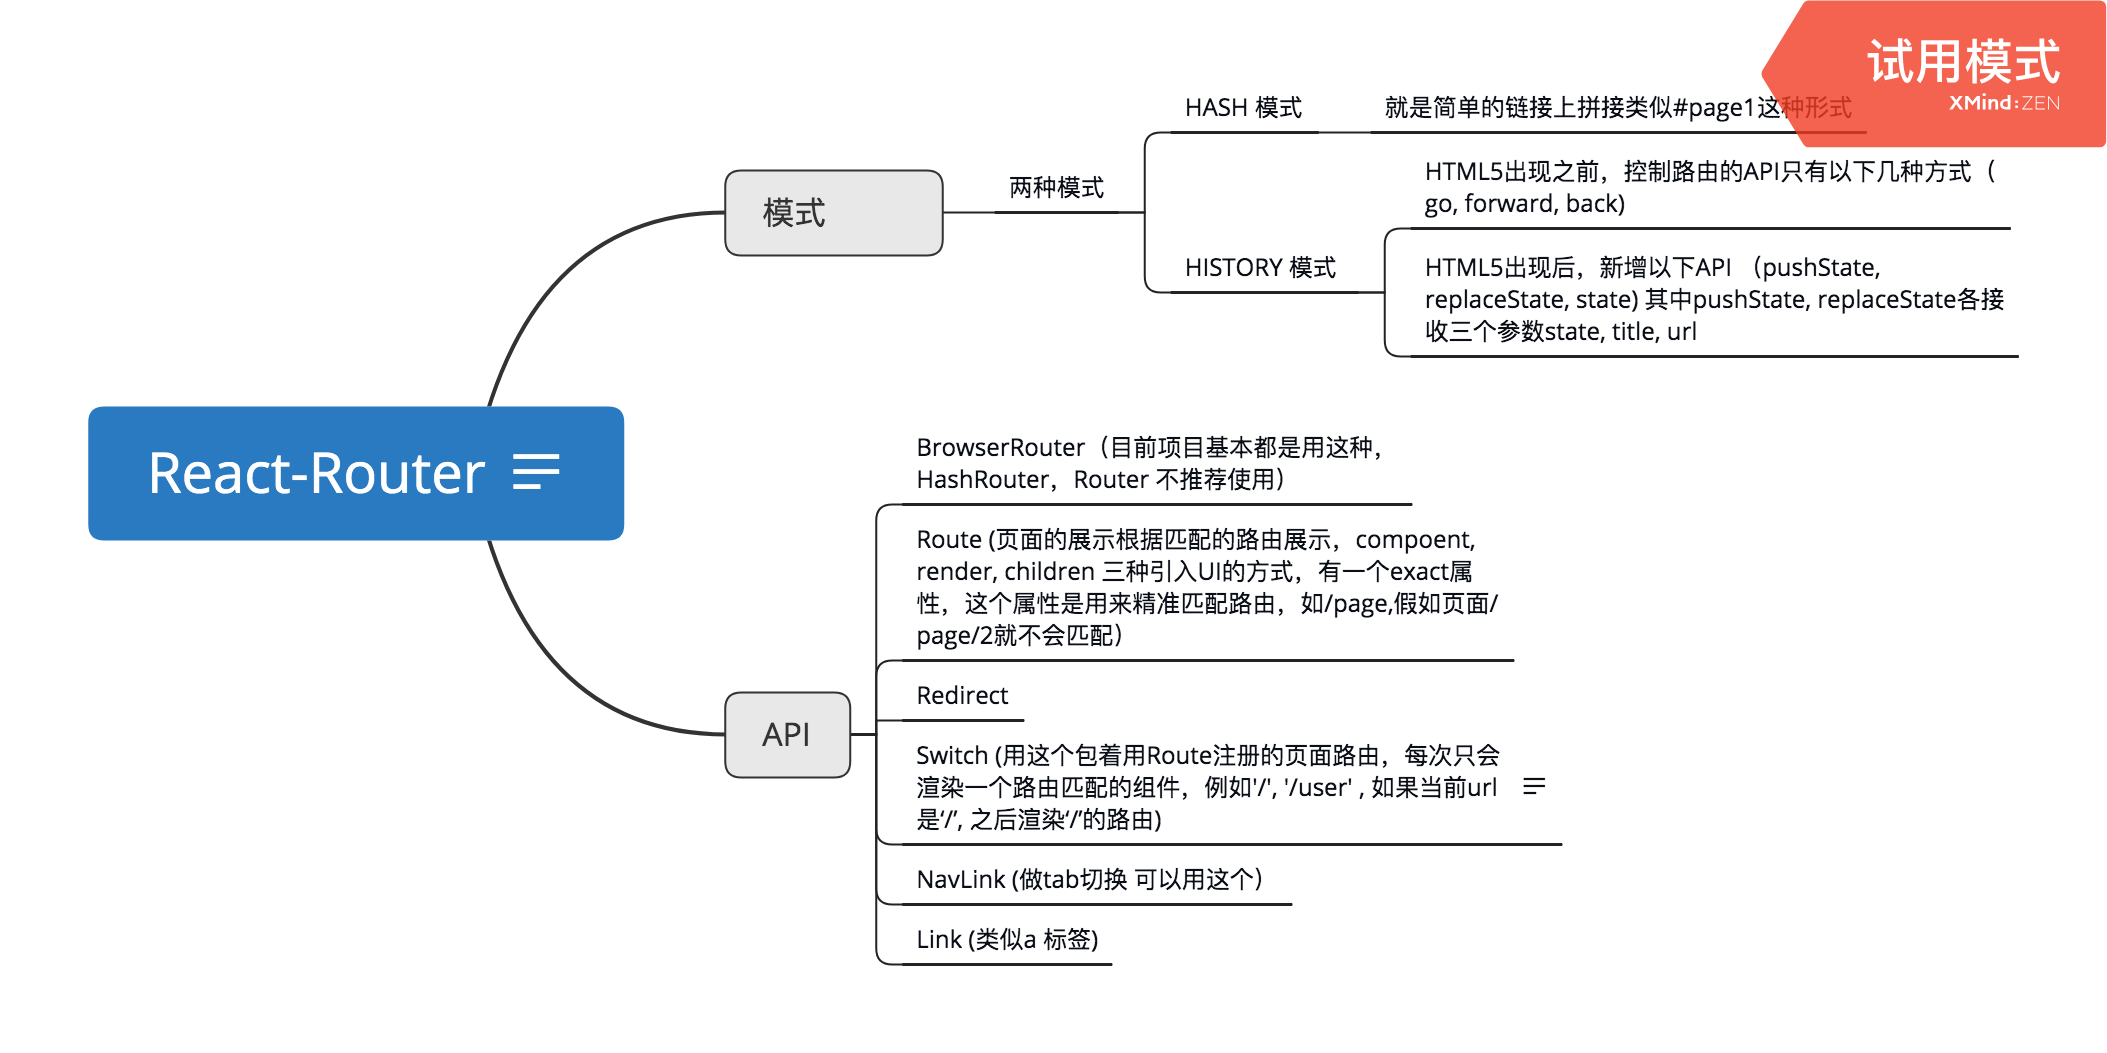 试用模式
XMind:ZEN
HASH 模式
就是简单的链接上拼接类似#page1这种形式
模式
两种模式
HTML5出现之前，控制路由的API只有以下几种方式（
go, forward, back)
HISTORY 模式
HTML5出现后，新增以下API （pushState,
replaceState, state) 其中pushState, replaceState各接
收三个参数state, title, url
React-Router
API
BrowserRouter（目前项目基本都是用这种，
HashRouter，Router 不推荐使用）
Route (页面的展示根据匹配的路由展示，compoent,
render, children 三种引入UI的方式，有一个exact属
性，这个属性是用来精准匹配路由，如/page,假如页面/
page/2就不会匹配）
Redirect
Switch (用这个包着用Route注册的页面路由，每次只会
渲染一个路由匹配的组件，例如'/', '/user' , 如果当前url
是‘/’, 之后渲染‘/’的路由)
NavLink (做tab切换 可以用这个）
Link (类似a 标签)